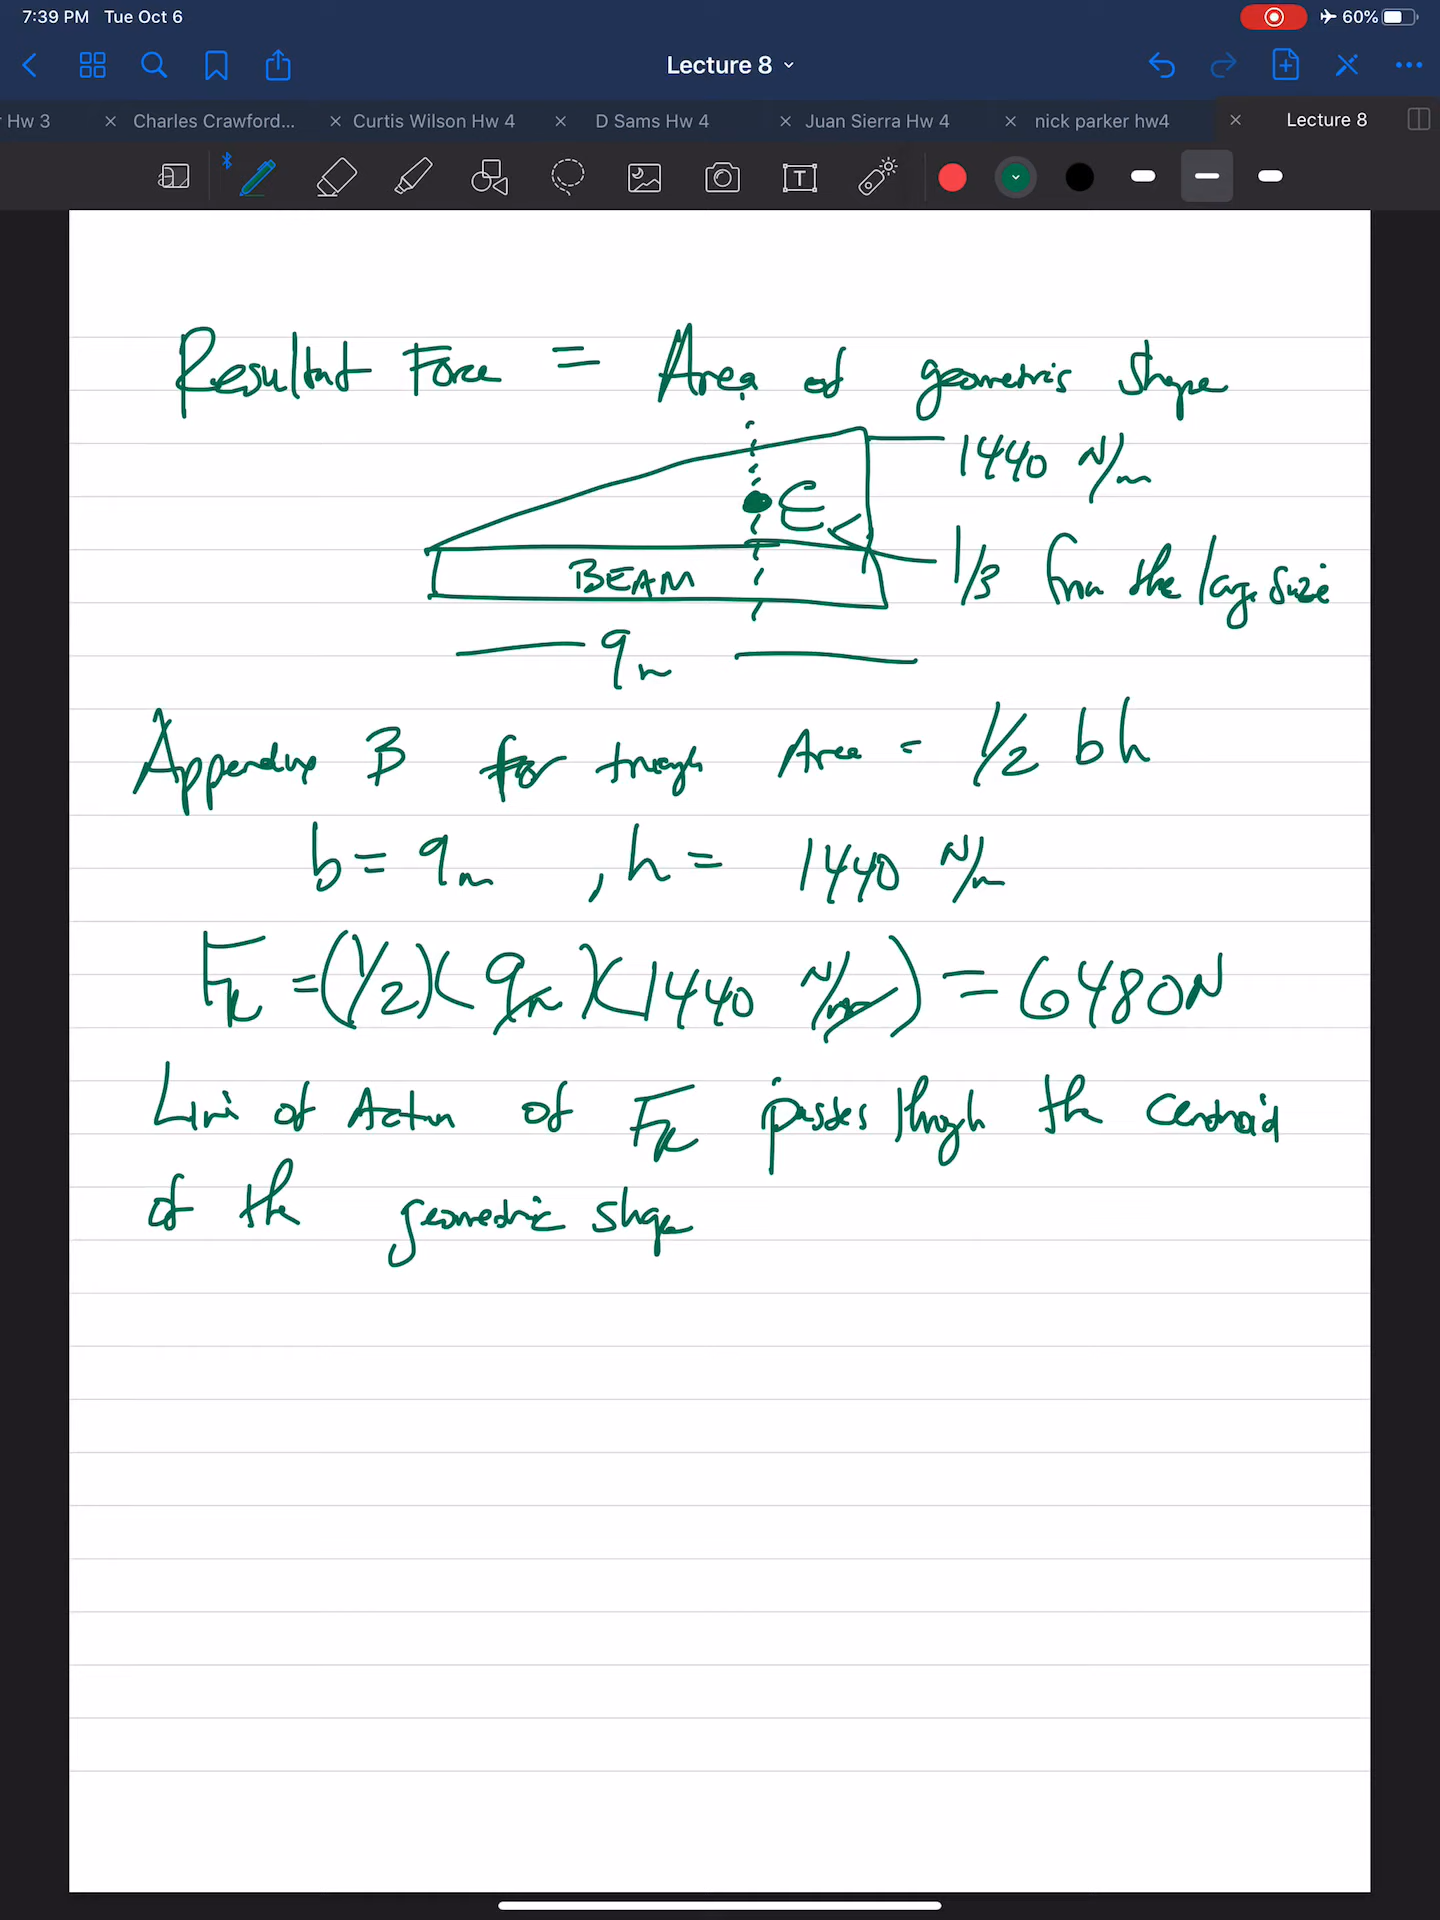 7:39 PM Tue Oct 6
60%
Lecture 8
Hw 3
Charles Crawford...
Curtis Wilson Hw 4
D Sams Hw 4
Juan Sierra Hw 4
nick parker hw4
Lecture 8
T
Resultant Force = Area of geometric Shape
1440 N/m
C
BEAM
1/3 from the large size
9m
Appendix B for triangle Area = 1/2 bh
b = 9m , h = 1440 N/m
FR = (1/2)(9m)(1440 N/m) = 6480N
Line of Action of FR passes through the centroid
of the geometric shape